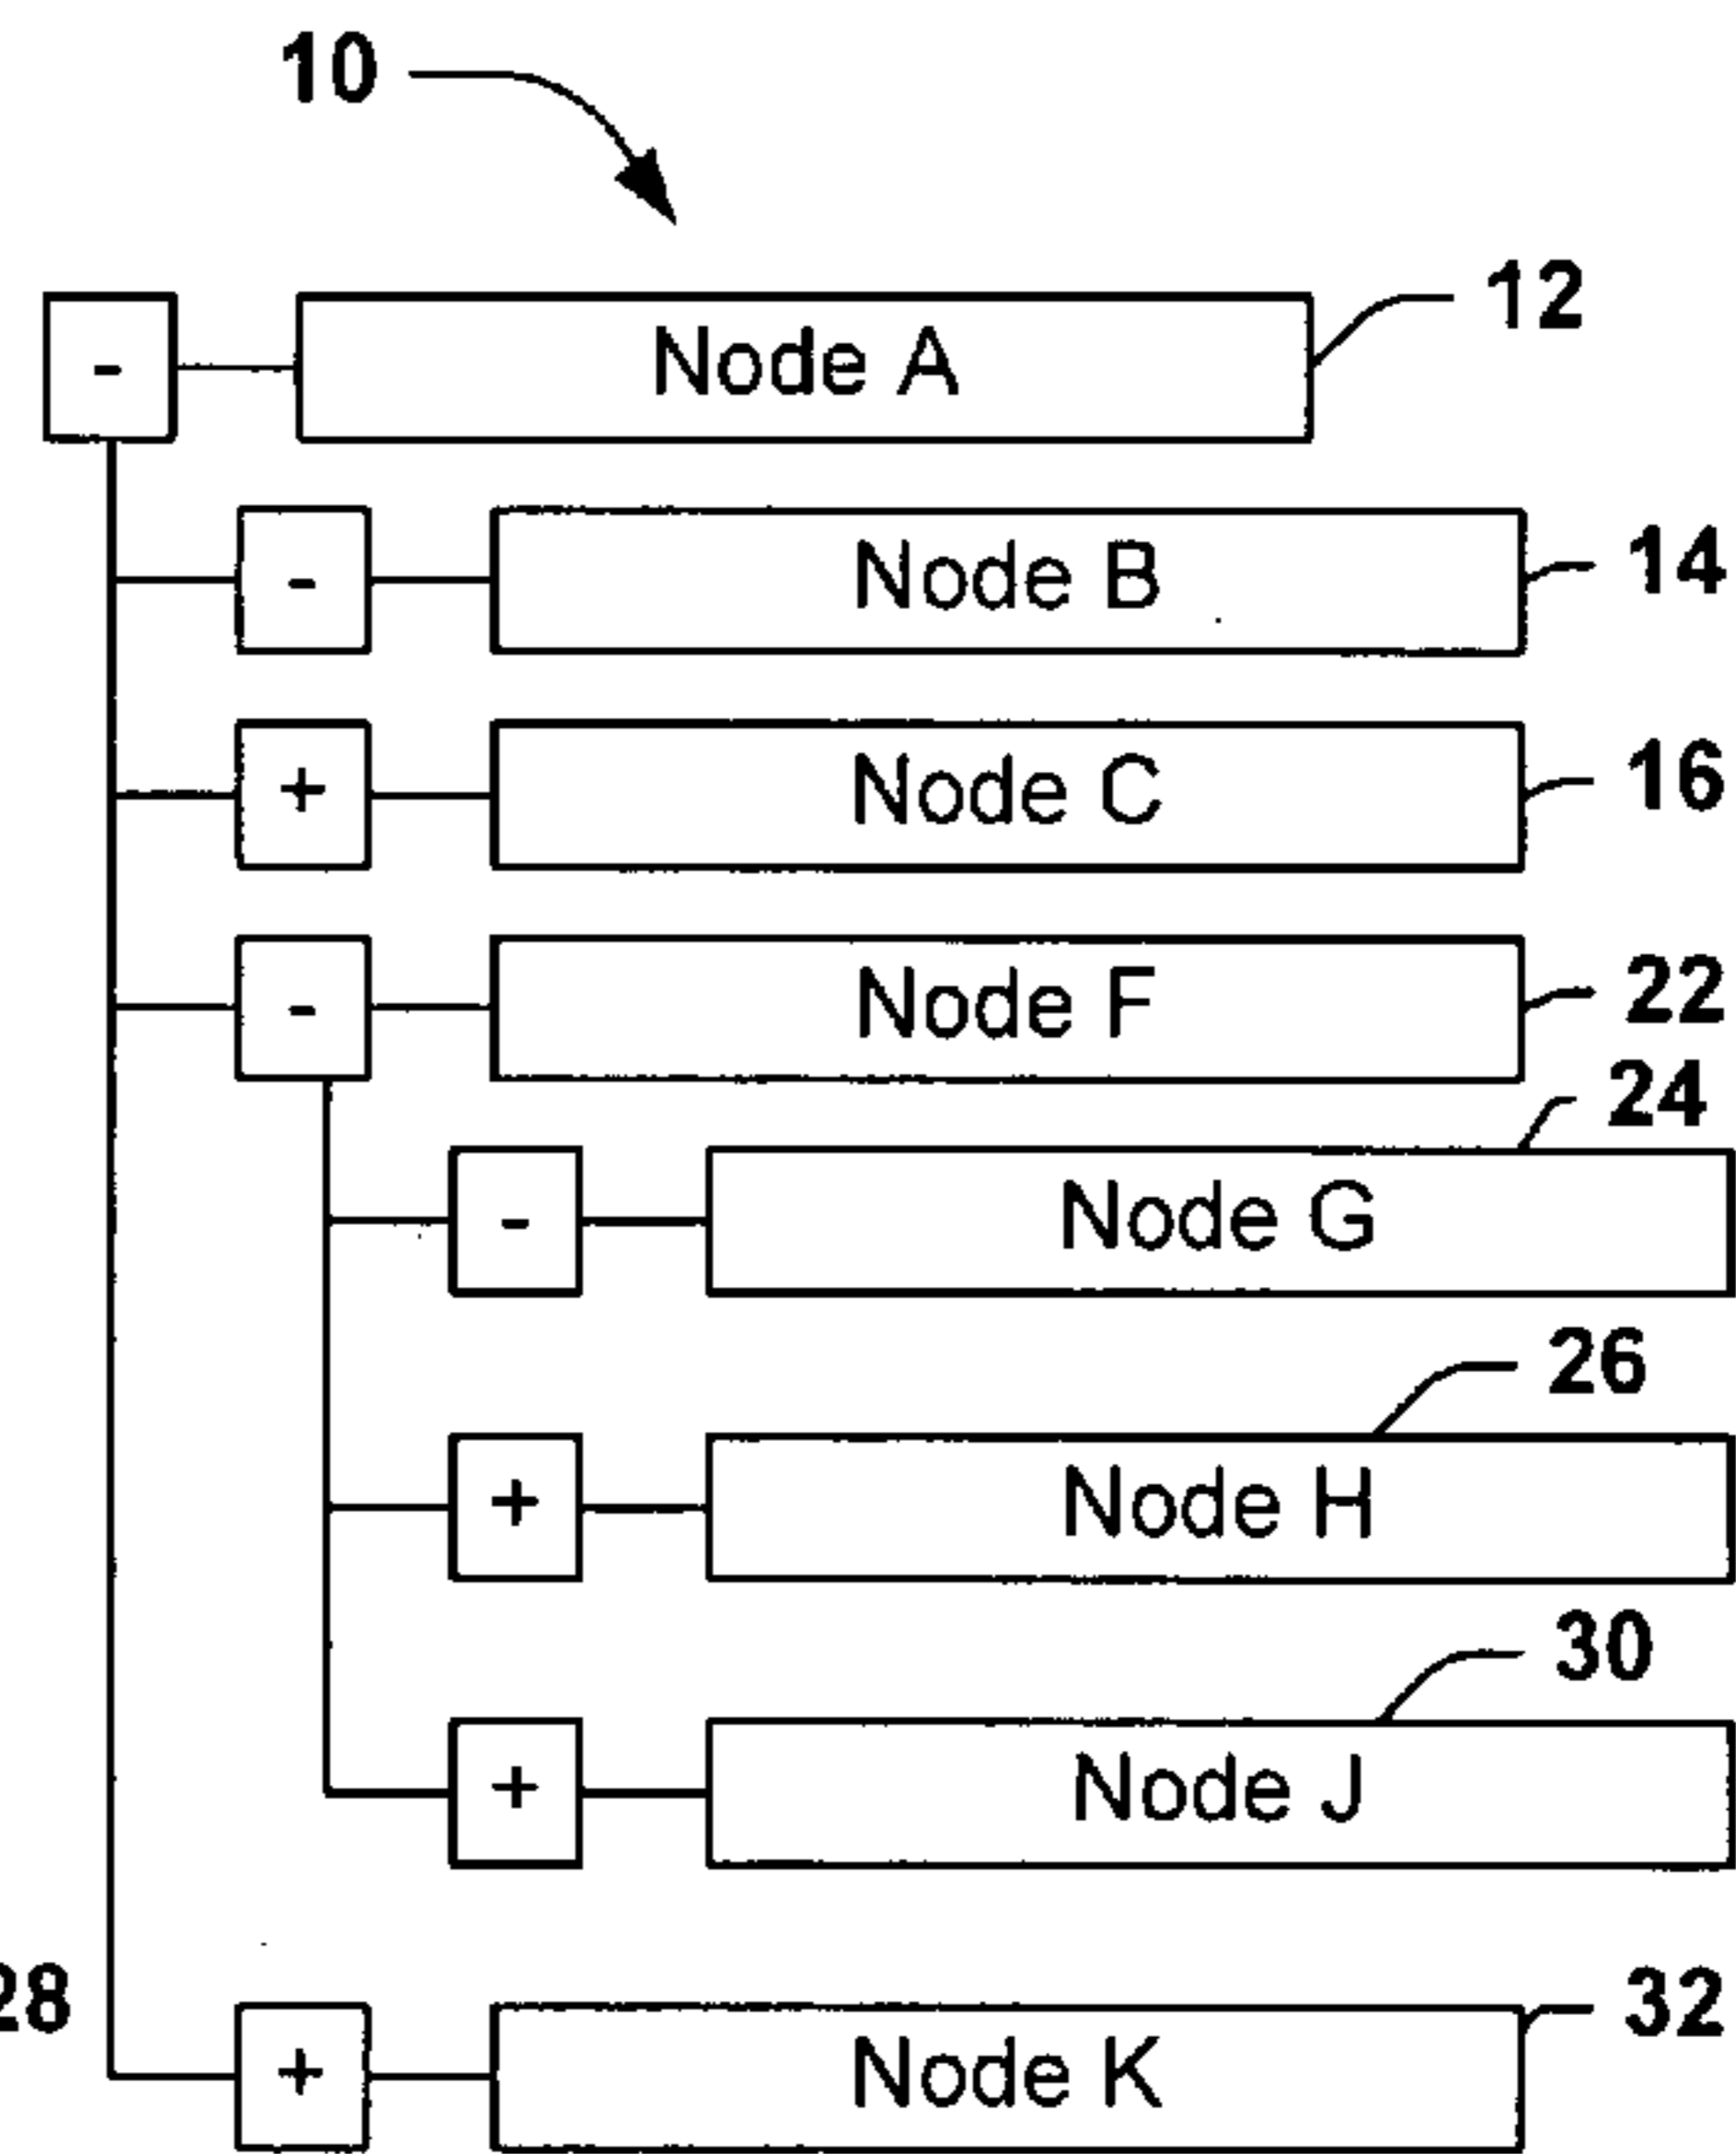 10
12
- Node A
14
- Node B
16
+ Node C
22
- Node F
24
- Node G
26
+ Node H
30
+ Node J
28
32
+ Node K